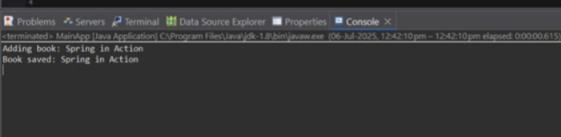 Problems Servers Terminal Data Source Explorer Properties Console
<terminated> MainApp [Java Application] C:\Program Files\Java\jdk-1.8\bin\javaw.exe (06-Jul-2025, 12:42:10 pm – 12:42:10 pm elapsed: 0:00:00.615)
Adding book: Spring in Action
Book saved: Spring in Action